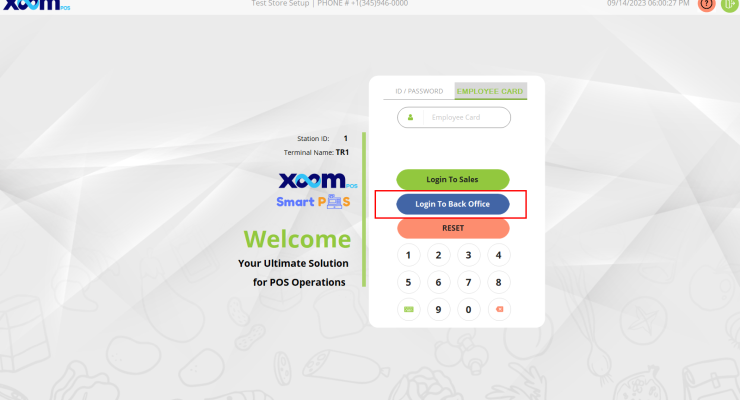 xoom POS
Test Store Setup | PHONE # +1(345)946-0000
09/14/2023 06:00:27 PM
?
ID / PASSWORD
EMPLOYEE CARD
Employee Card
Station ID: 1
Terminal Name: TR1
xoom POS
Smart POS
Welcome
Your Ultimate Solution
for POS Operations
Login To Sales
Login To Back Office
RESET
1 2 3 4
5 6 7 8
9 0